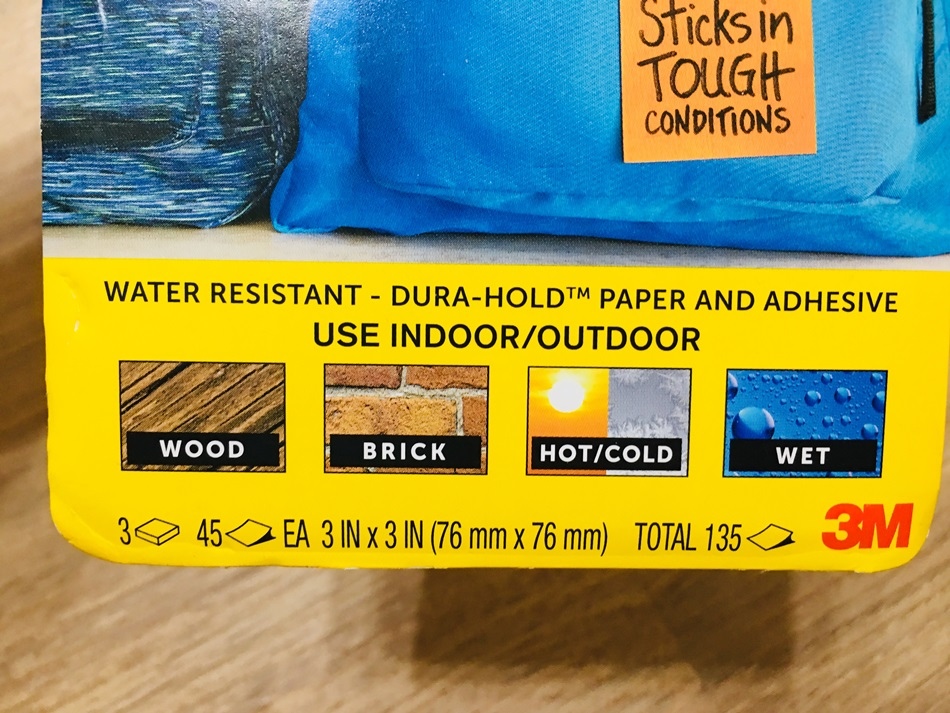 Sticks in
TOUGH
CONDITIONS
WATER RESISTANT - DURA-HOLD™ PAPER AND ADHESIVE
USE INDOOR/OUTDOOR
WOOD
BRICK
HOT/COLD
WET
3 45 EA 3 IN x 3 IN (76 mm x 76 mm) TOTAL 135
3M